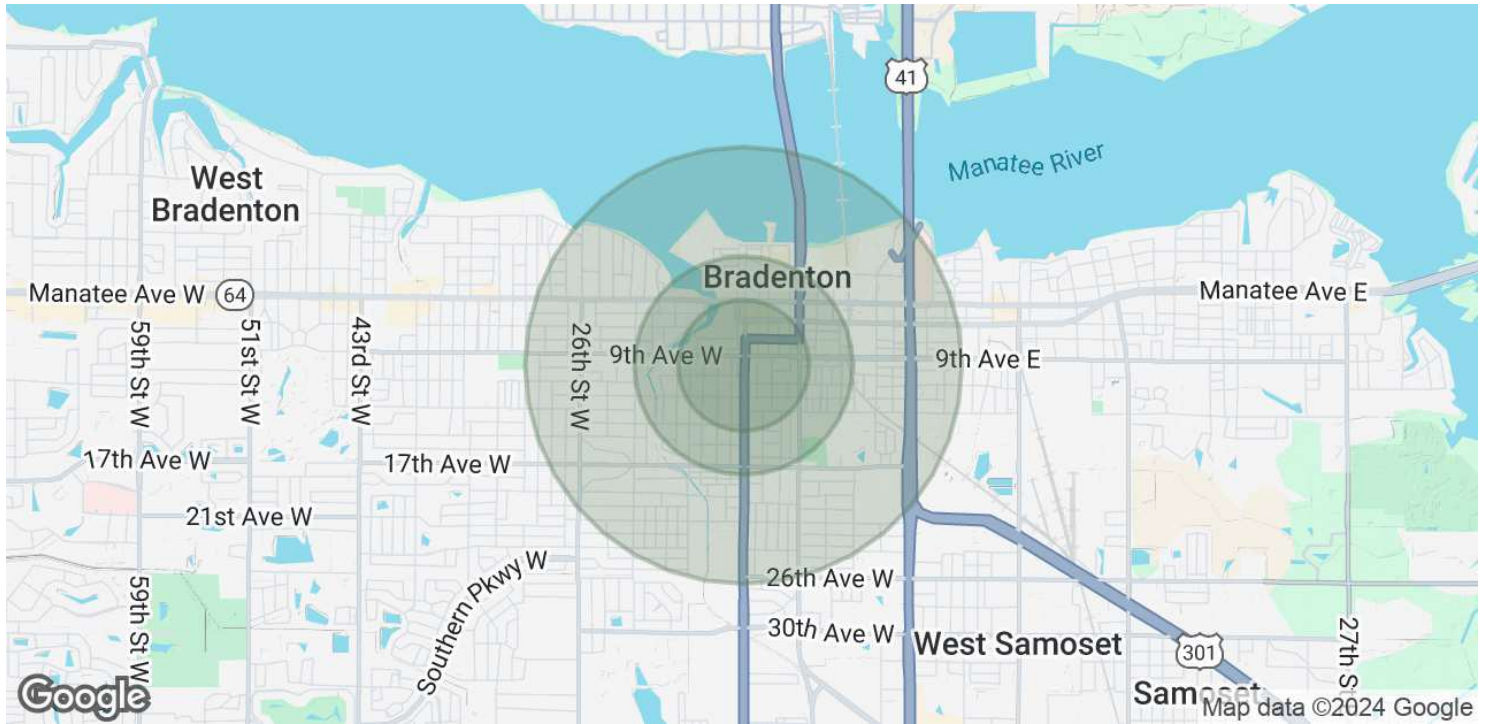 41
Manatee River
West
Bradenton
Bradenton
Manatee Ave W
64
Manatee Ave E
59th St W
51st St W
43rd St W
26th St W
9th Ave W
9th Ave E
17th Ave W
17th Ave W
21st Ave W
Southern Pkwy W
26th Ave W
59th St W
30th Ave W
West Samoset
301
27th St E
Samoset
Google
Map data ©2024 Google